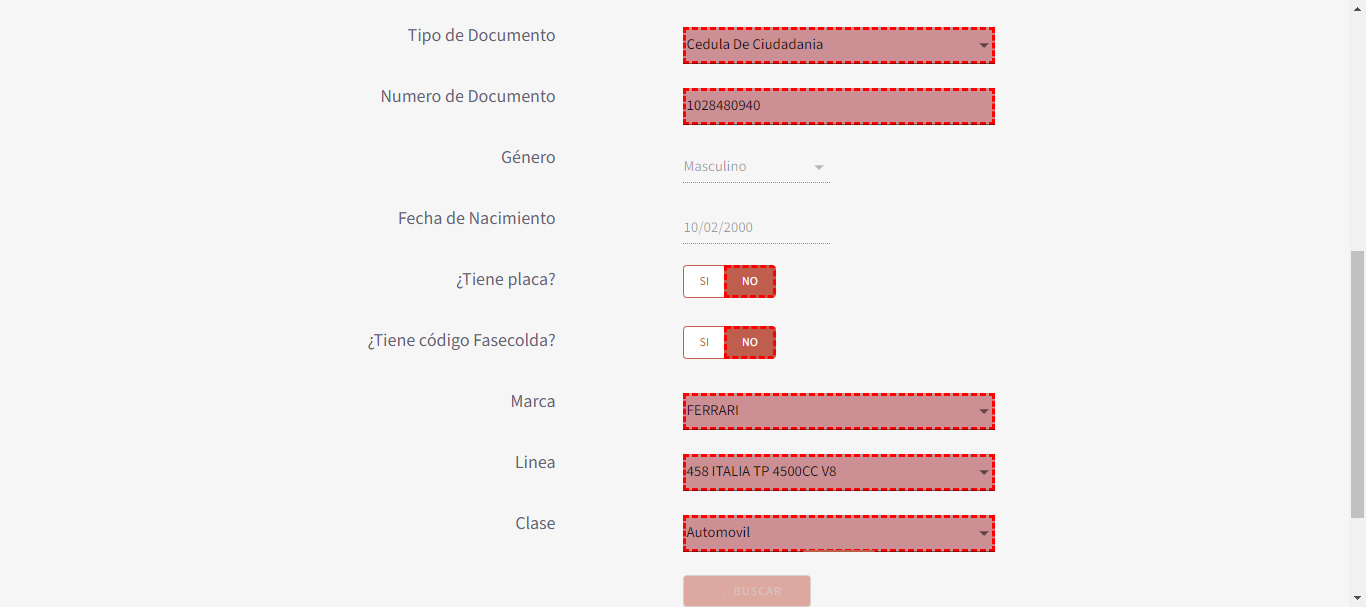 Tipo de Documento
Cedula De Ciudadania
Numero de Documento
1028480940
Género
Masculino
Fecha de Nacimiento
10/02/2000
¿Tiene placa?
SI NO
¿Tiene código Fasecolda?
SI NO
Marca
FERRARI
Linea
458 ITALIA TP 4500CC V8
Clase
Automovil
BUSCAR